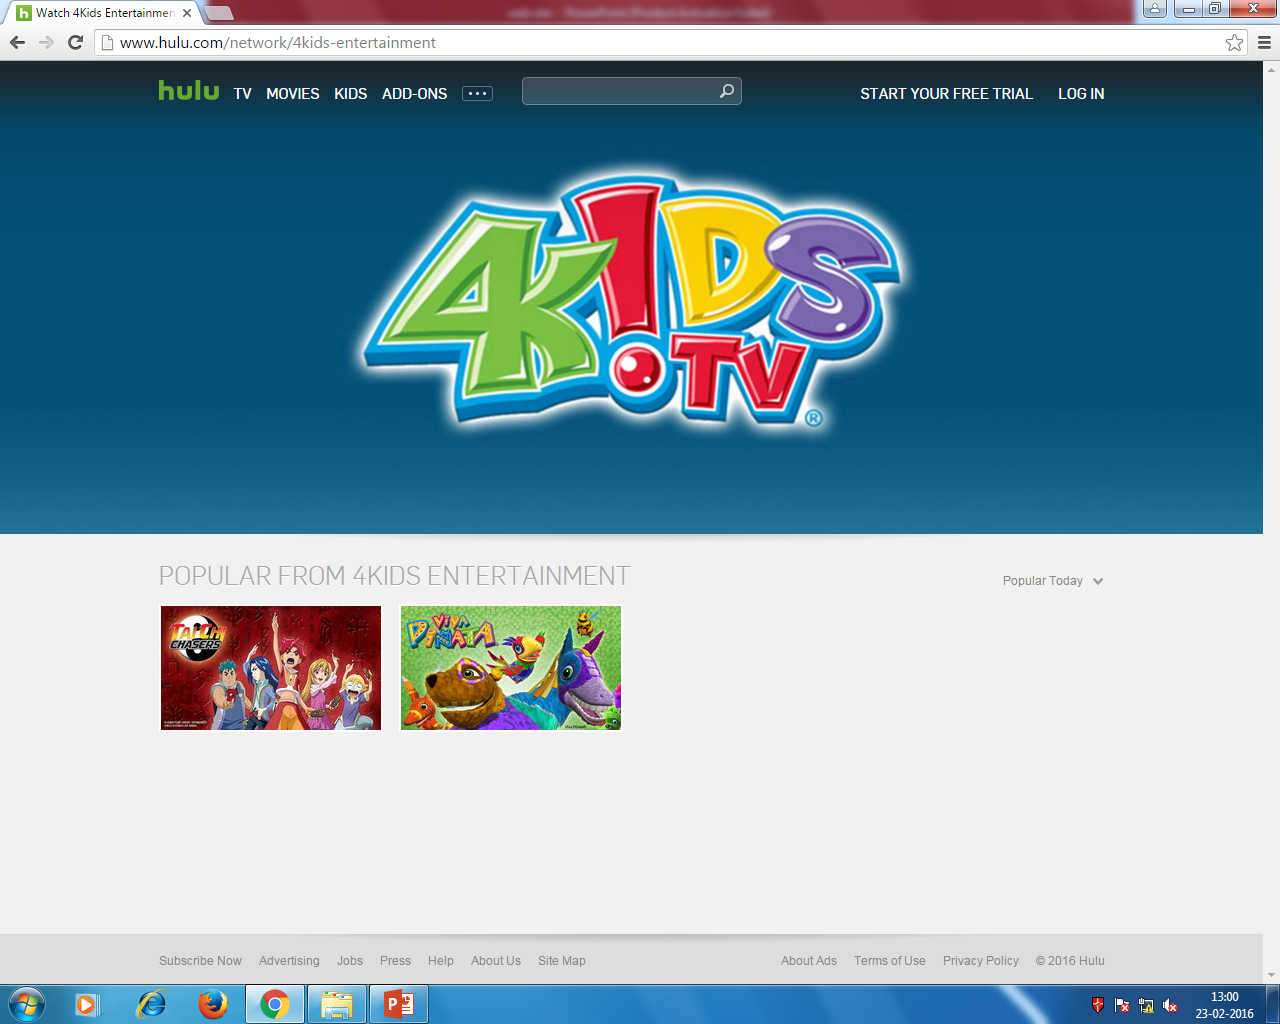 Watch 4Kids Entertainmen
www.hulu.com/network/4kids-entertainment
hulu TV MOVIES KIDS ADD-ONS START YOUR FREE TRIAL LOG IN
4K!DS.TV®
POPULAR FROM 4KIDS ENTERTAINMENT
Popular Today
TAI CHI
CHASERS
VIVA
PIÑATA
Subscribe Now Advertising Jobs Press Help About Us Site Map About Ads Terms of Use Privacy Policy © 2016 Hulu
13:00
23-02-2016